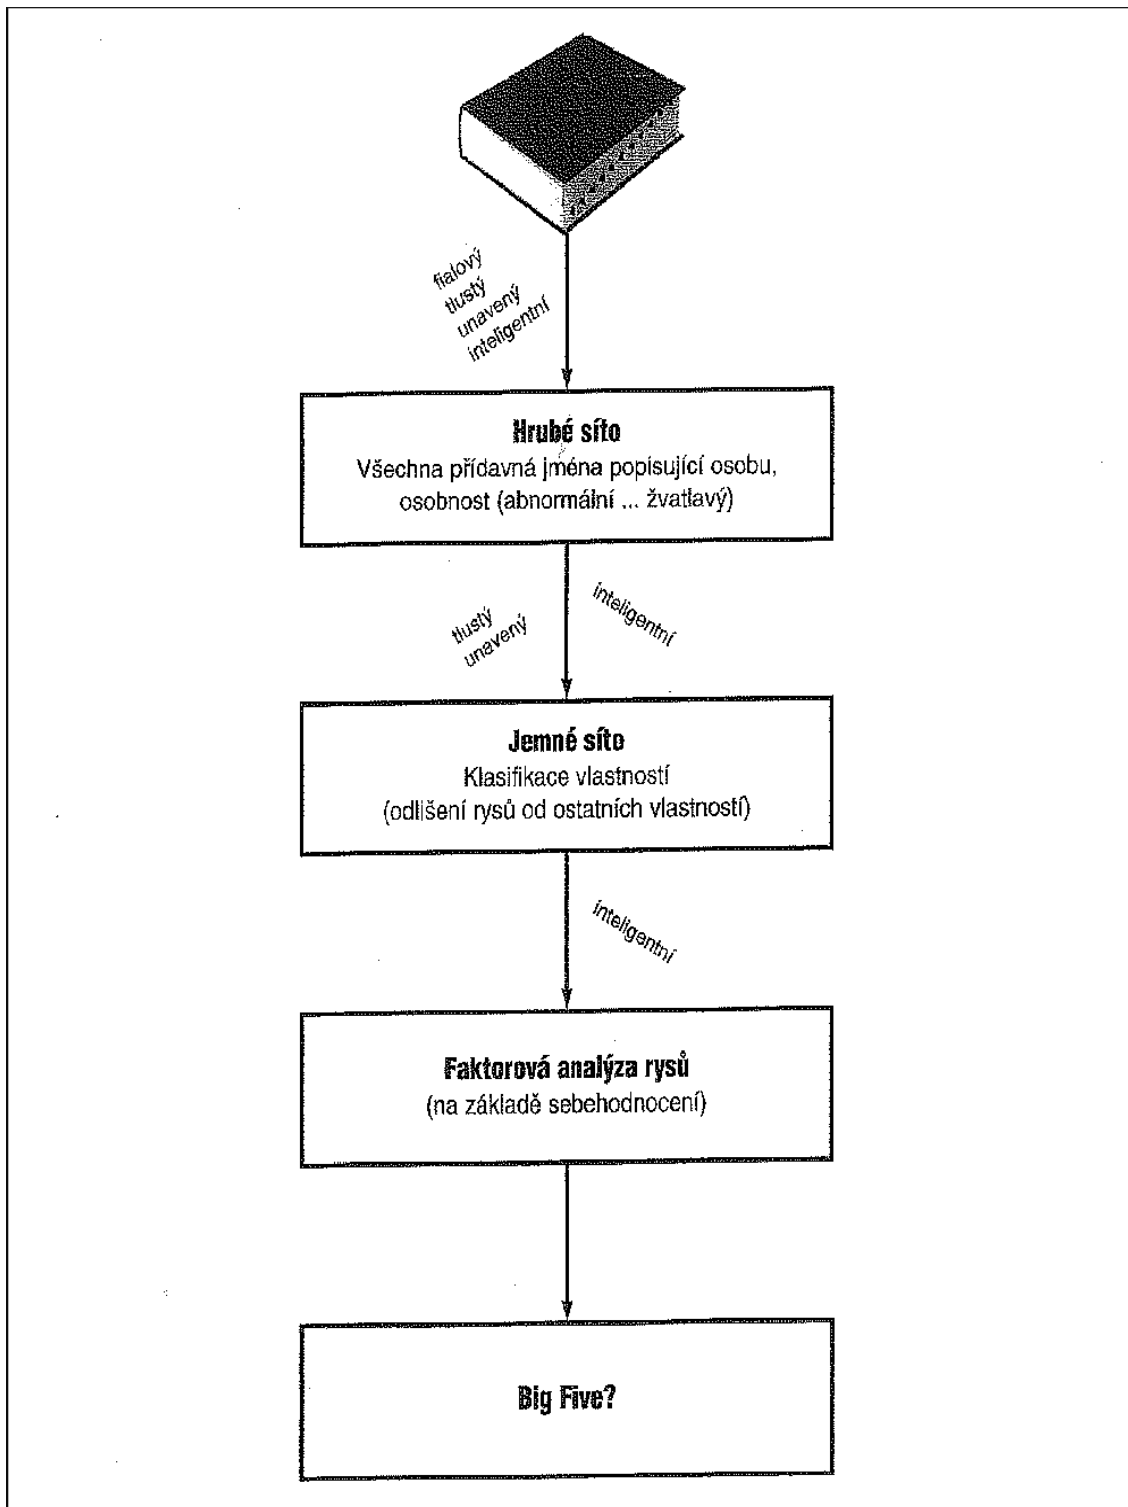 fialový
tlustý
unavený
inteligentní
Hrubé síto
Všechna přídavná jména popisující osobu,
osobnost (abnormální ... žvatlavý)
tlustý
unavený
inteligentní
Jemné síto
Klasifikace vlastností
(odlišení rysů od ostatních vlastností)
inteligentní
Faktorová analýza rysů
(na základě sebehodnocení)
Big Five?